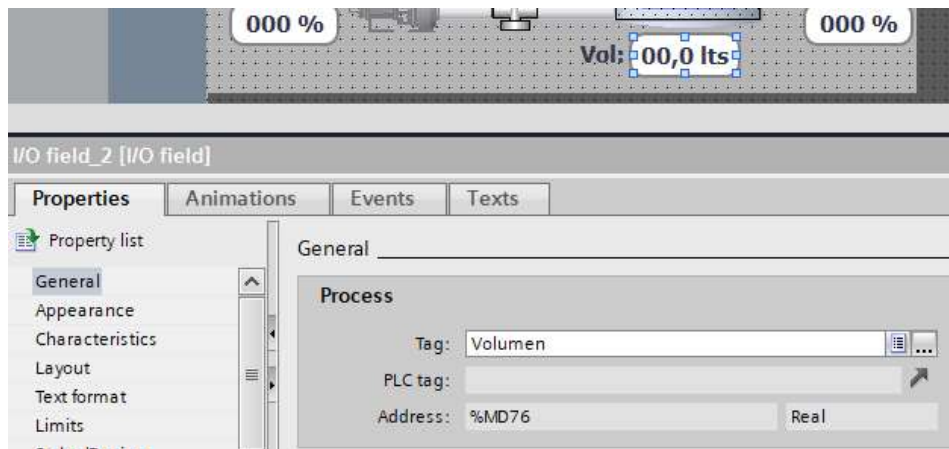 000 %
000 %
Vol; 00,0 lts
I/O field_2 [I/O field]
Properties Animations Events Texts
Property list
General
Appearance
Characteristics
Layout
Text format
Limits
General
Process
Tag: Volumen ...
PLC tag:
Address: %MD76 Real